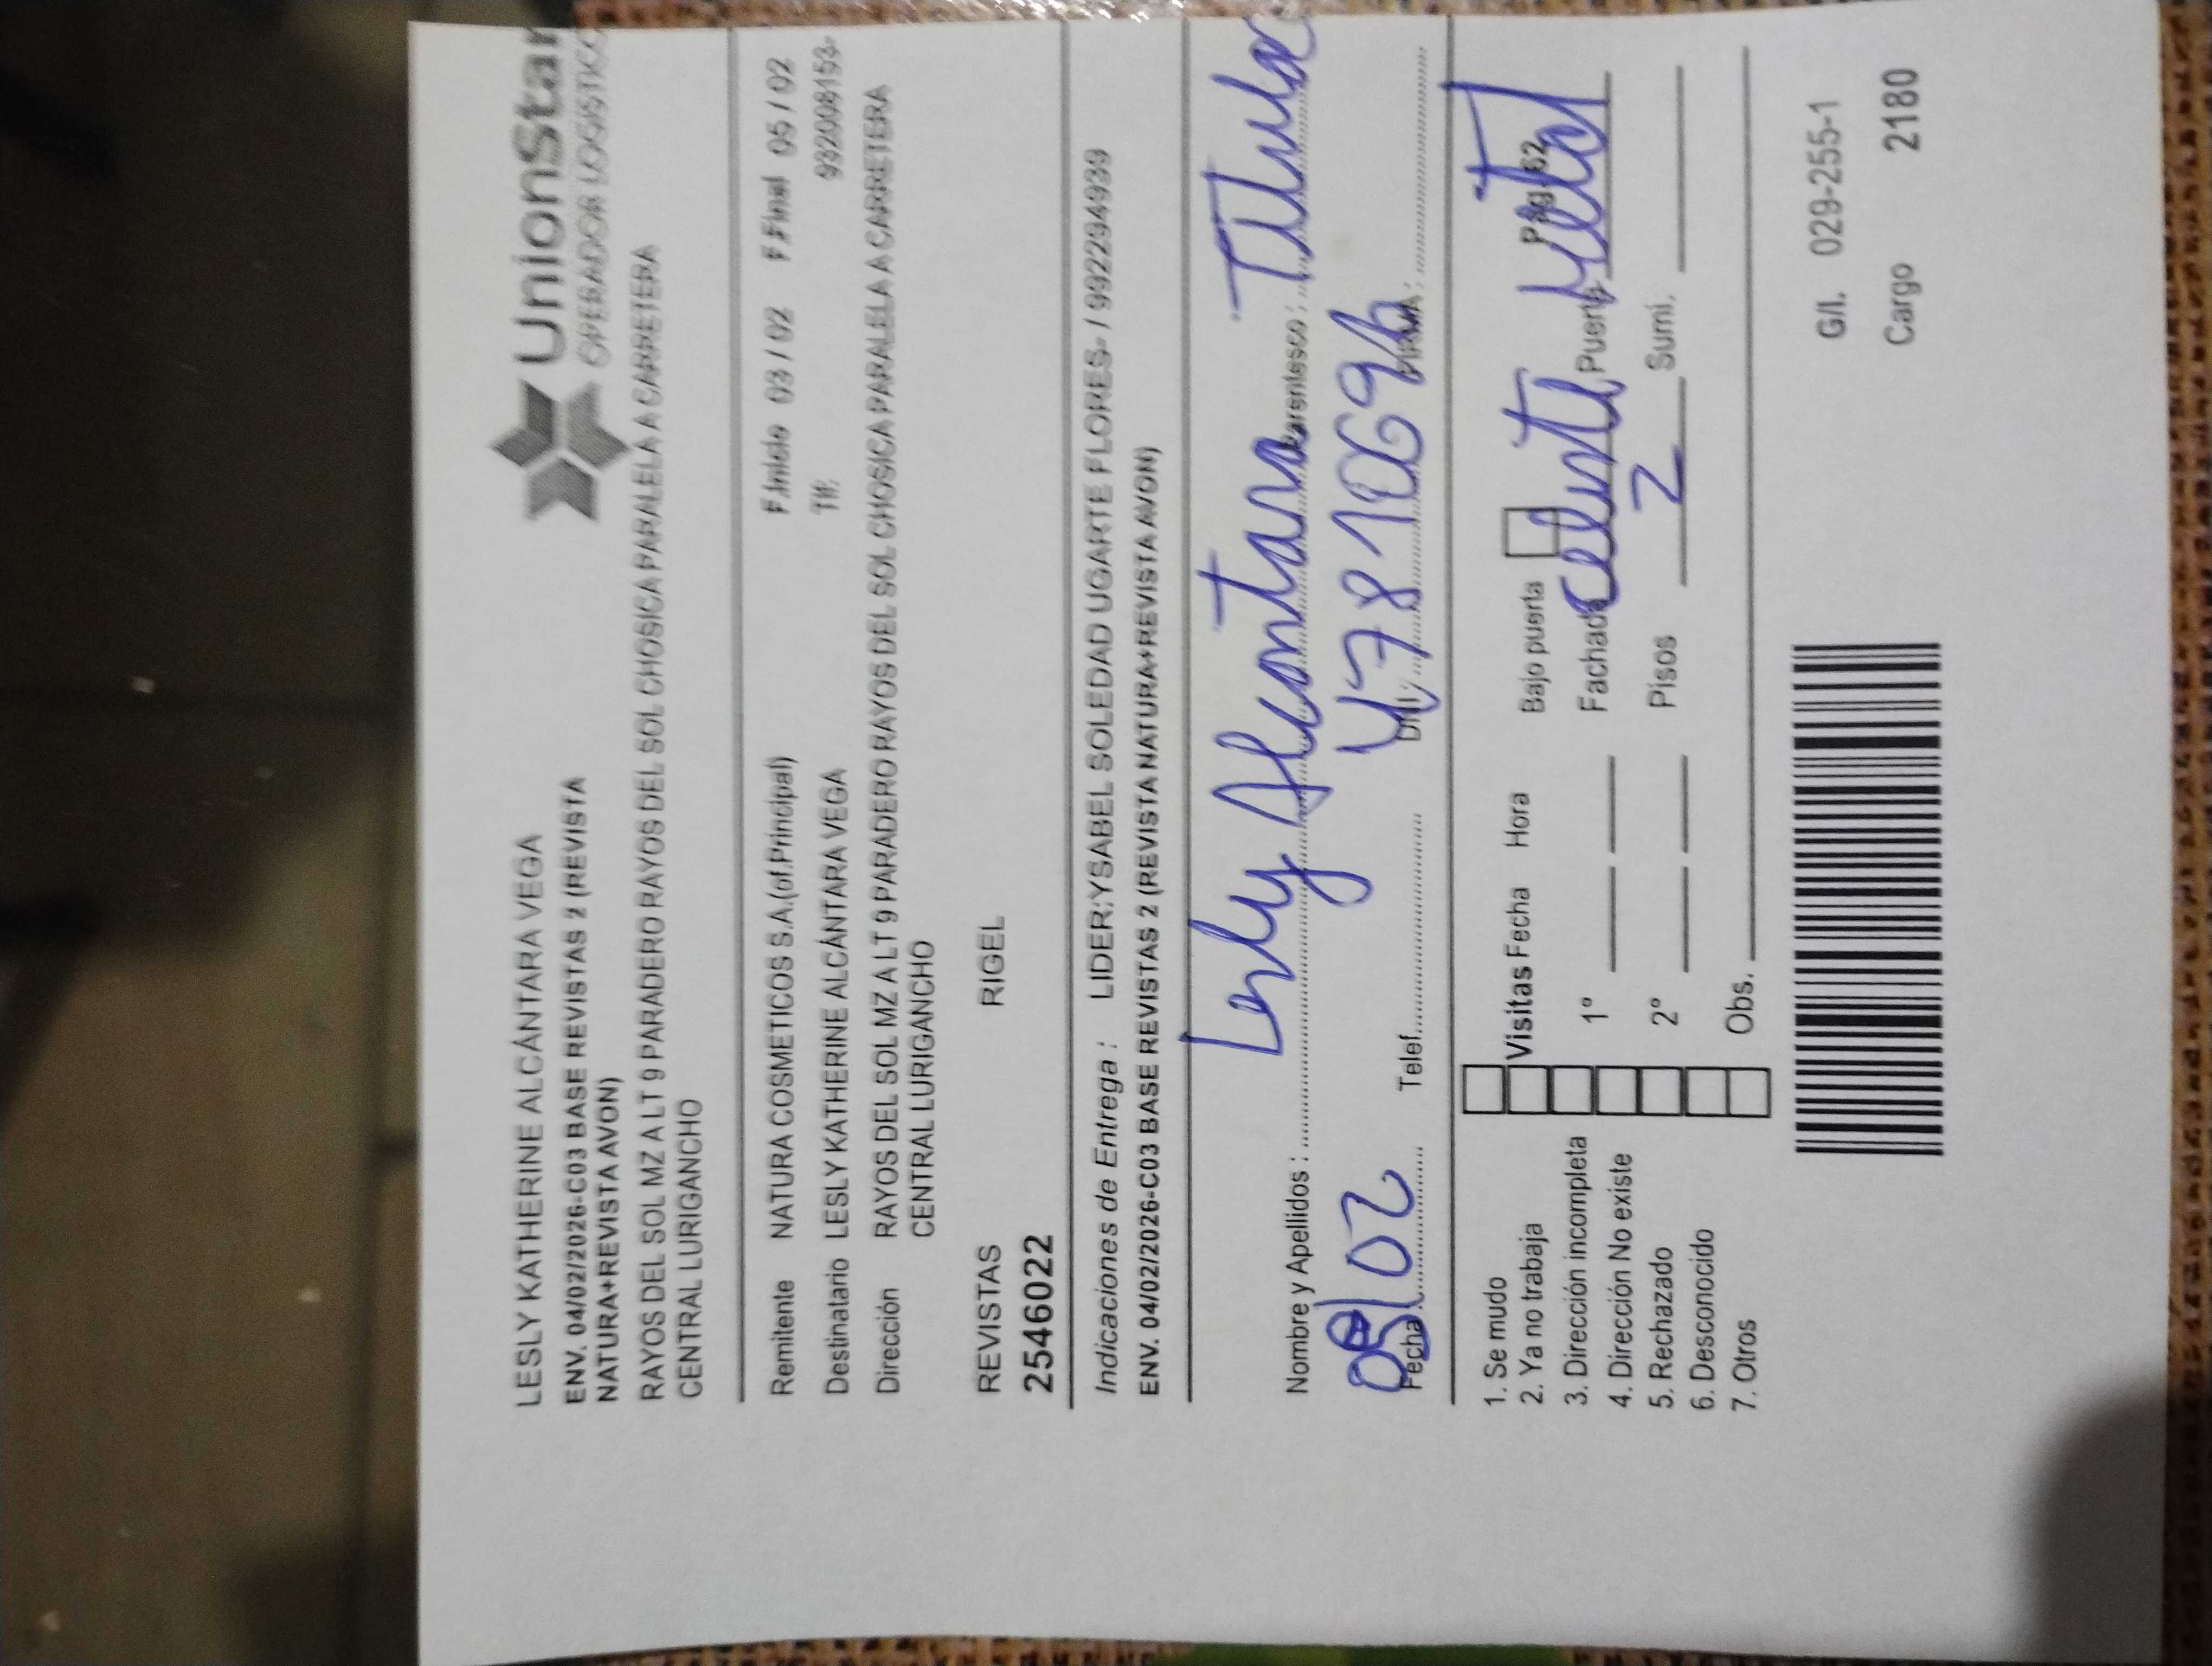 UnionStar
OPERADOR LOGISTICO
LESLY KATHERINE ALCÁNTARA VEGA
ENV. 04/02/2026-C03 BASE REVISTAS 2 (REVISTA
NATURA+REVISTA AVON)
RAYOS DEL SOL MZ A LT 9 PARADERO RAYOS DEL SOL CHOSICA PARALELA A CARRETERA
CENTRAL LURIGANCHO
Remitente NATURA COSMETICOS S.A.(of.Principal) F.Inicio 03 / 02 F.Final 05 / 02
Destinatario LESLY KATHERINE ALCÁNTARA VEGA Tlf: 932008153-
Dirección RAYOS DEL SOL MZ A LT 9 PARADERO RAYOS DEL SOL CHOSICA PARALELA A CARRETERA
CENTRAL LURIGANCHO
REVISTAS RIGEL
2546022
Indicaciones de Entrega : LIDER:YSABEL SOLEDAD UGARTE FLORES- / 992294939
ENV. 04/02/2026-C03 BASE REVISTAS 2 (REVISTA NATURA+REVISTA AVON)
Nombre y Apellidos : Lesly Alcantara Parentesco : Titular
Fecha 05/02 Telef. DNI: 47810696 FIRMA :
1. Se mudo Visitas Fecha Hora Bajo puerta Pag 62
2. Ya no trabaja
3. Dirección incompleta 1° Fachada celeste Puerta Metal
4. Dirección No existe
5. Rechazado 2° Pisos 2 Sumi.
6. Desconocido
7. Otros Obs.
G/I. 029-255-1
Cargo 2180